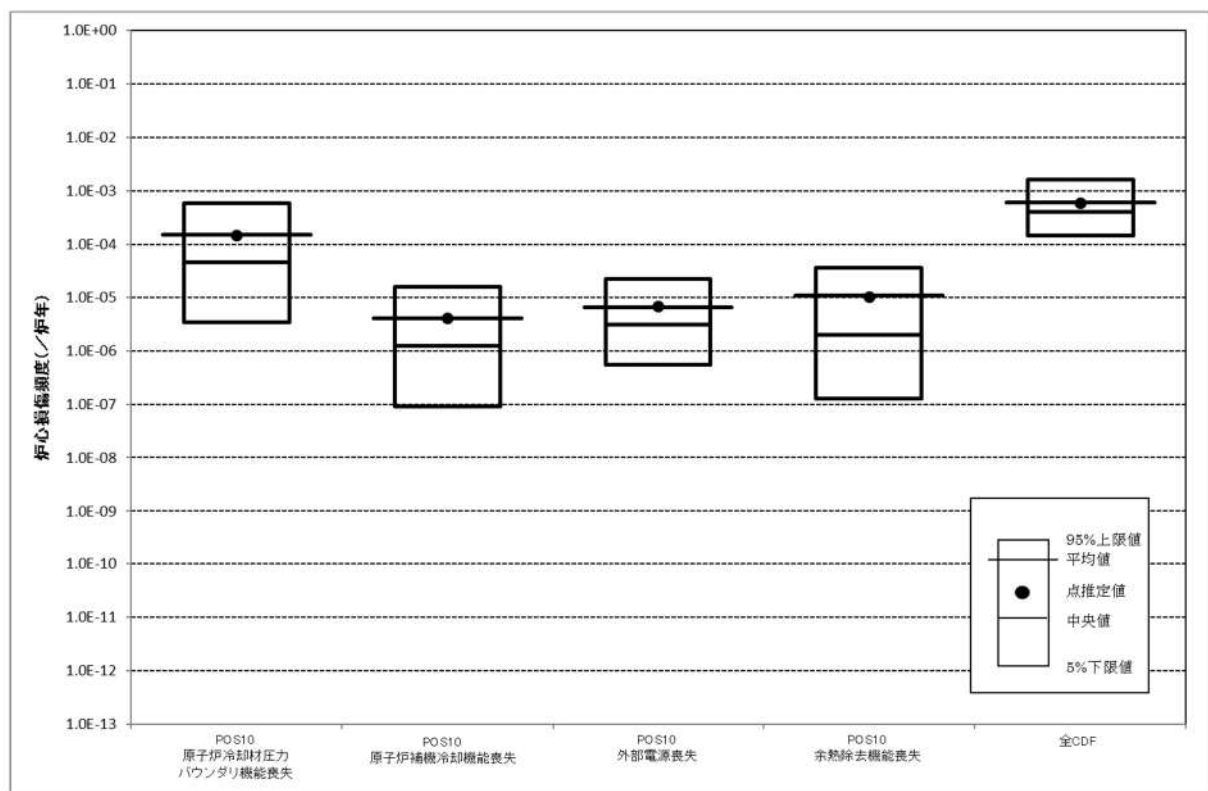 1.0E+00
1.0E-01
1.0E-02
1.0E-03
1.0E-04
1.0E-05
1.0E-06
1.0E-07
1.0E-08
1.0E-09
1.0E-10
1.0E-11
1.0E-12
1.0E-13
炉心損傷頻度(/炉年)
95%上限値
平均値
点推定値
中央値
5%下限値
POS10
原子炉冷却材圧力
バウンダリ機能喪失
POS10
原子炉補機冷却機能喪失
POS10
外部電源喪失
POS10
余熱除去機能喪失
全CDF